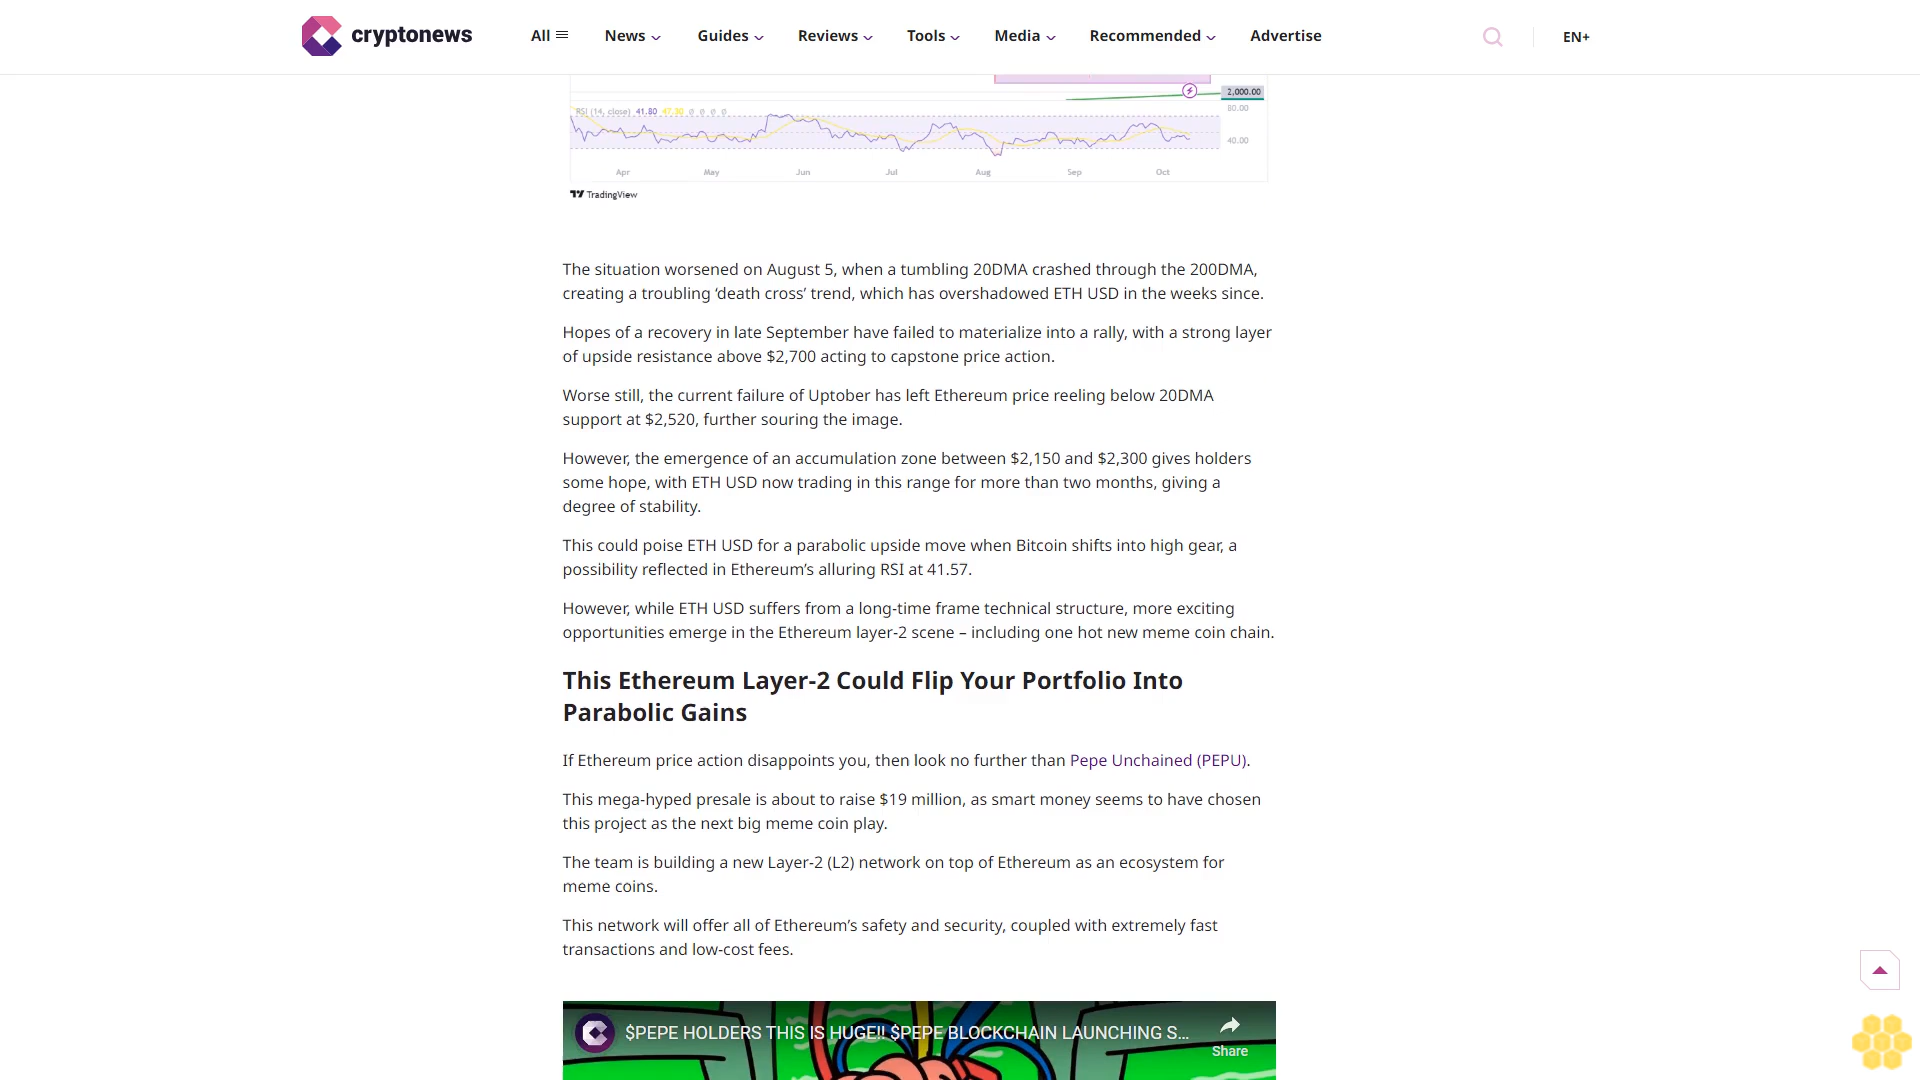 cryptonews
All
News
Guides
Reviews
Tools
Media
Recommended
Advertise
EN+
2,000.00
RSI (14, close) 41.80 47.30 0 0 0 0
80.00
40.00
Apr May Jun Jul Aug Sep Oct
TradingView
The situation worsened on August 5, when a tumbling 20DMA crashed through the 200DMA,
creating a troubling ‘death cross’ trend, which has overshadowed ETH USD in the weeks since.
Hopes of a recovery in late September have failed to materialize into a rally, with a strong layer
of upside resistance above $2,700 acting to capstone price action.
Worse still, the current failure of Uptober has left Ethereum price reeling below 20DMA
support at $2,520, further souring the image.
However, the emergence of an accumulation zone between $2,150 and $2,300 gives holders
some hope, with ETH USD now trading in this range for more than two months, giving a
degree of stability.
This could poise ETH USD for a parabolic upside move when Bitcoin shifts into high gear, a
possibility reflected in Ethereum’s alluring RSI at 41.57.
However, while ETH USD suffers from a long-time frame technical structure, more exciting
opportunities emerge in the Ethereum layer-2 scene – including one hot new meme coin chain.
This Ethereum Layer-2 Could Flip Your Portfolio Into
Parabolic Gains
If Ethereum price action disappoints you, then look no further than Pepe Unchained (PEPU).
This mega-hyped presale is about to raise $19 million, as smart money seems to have chosen
this project as the next big meme coin play.
The team is building a new Layer-2 (L2) network on top of Ethereum as an ecosystem for
meme coins.
This network will offer all of Ethereum’s safety and security, coupled with extremely fast
transactions and low-cost fees.
$PEPE HOLDERS THIS IS HUGE!! $PEPE BLOCKCHAIN LAUNCHING S...
Share